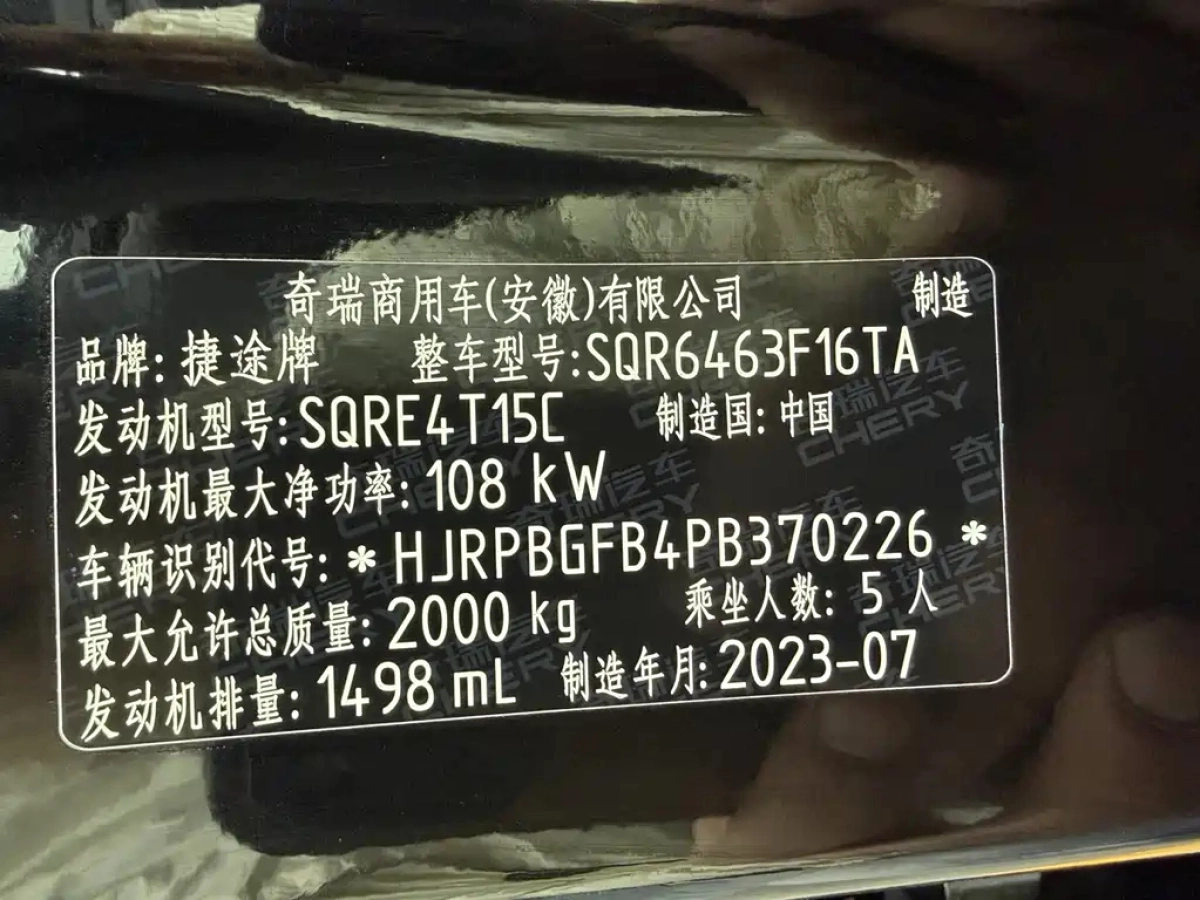 奇瑞商用车(安徽)有限公司 制造
品牌: 捷途牌 整车型号:SQR6463F16TA
发动机型号:SQRE4T15C 制造国: 中国
发动机最大净功率: 108 kW
车辆识别代号: *HJRPBGFB4PB370226*
最大允许总质量: 2000 kg 乘坐人数: 5 人
发动机排量: 1498 mL 制造年月: 2023-07